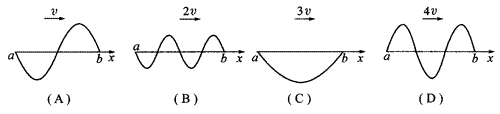 v 2v 3v 4v
a b x a b x a b x a b x
(A) (B) (C) (D)